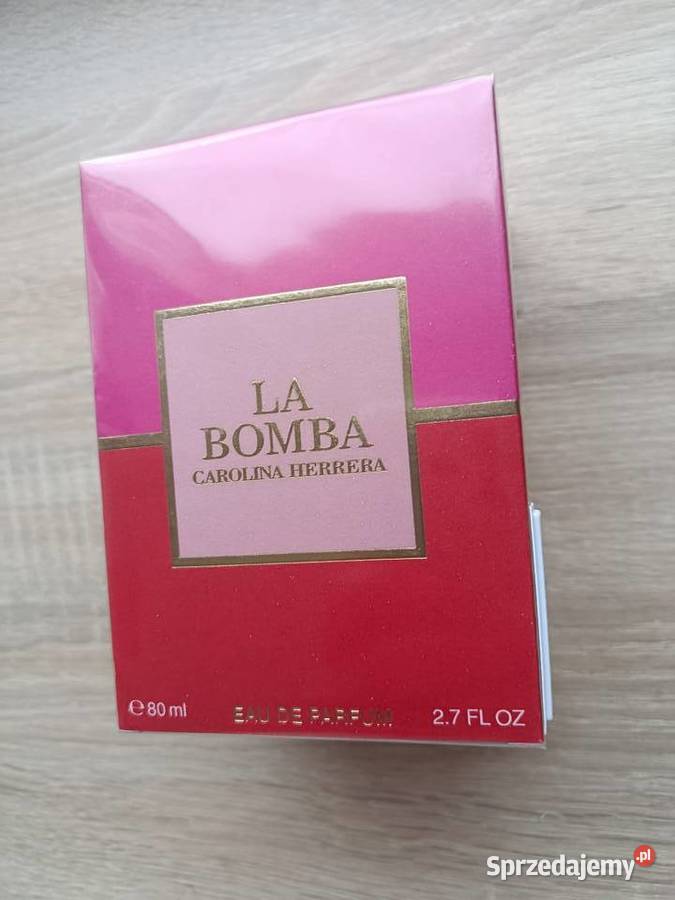 LA
BOMBA
CAROLINA HERRERA
℮80 ml EAU DE PARFUM 2.7 FL OZ
Sprzedajemy.pl